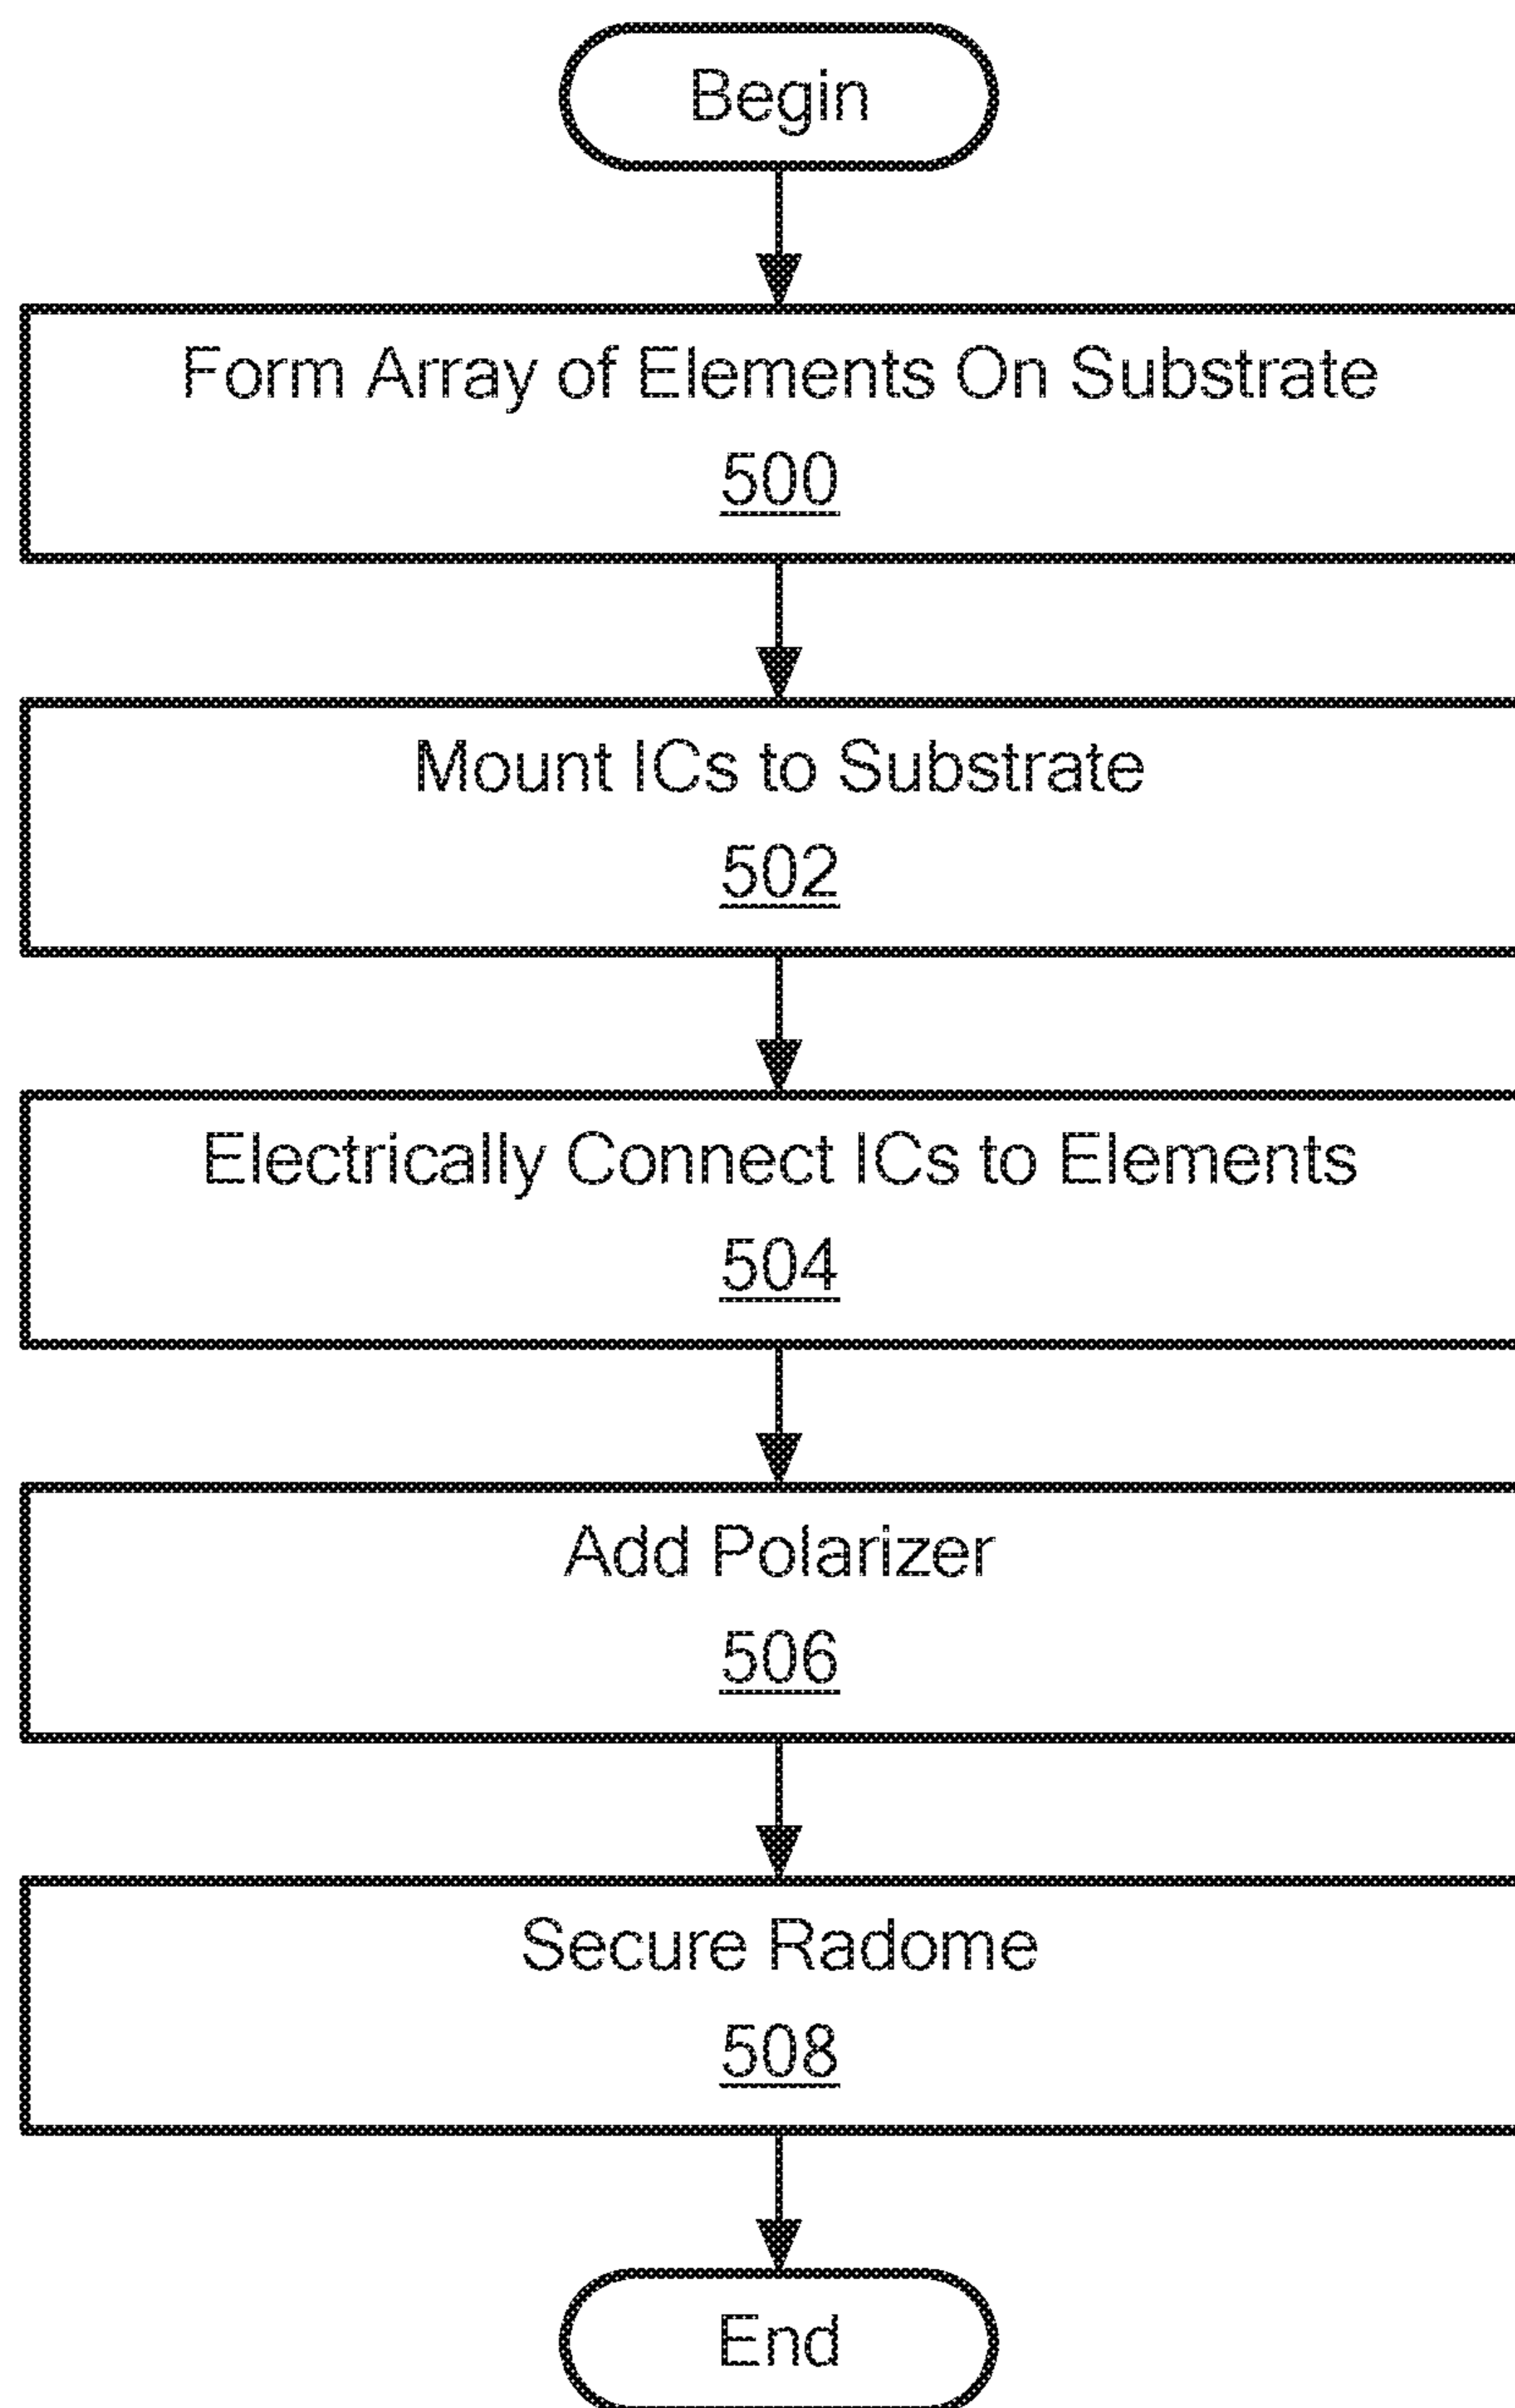 Begin
Form Array of Elements On Substrate
500
Mount ICs to Substrate
502
Electrically Connect ICs to Elements
504
Add Polarizer
506
Secure Radome
508
End